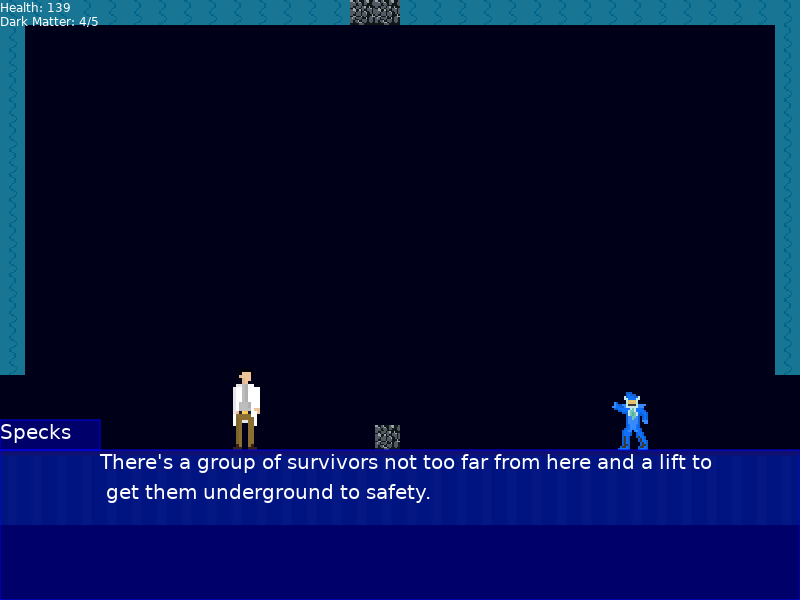 Health: 139
Dark Matter: 4/5
Specks
There's a group of survivors not too far from here and a lift to
get them underground to safety.